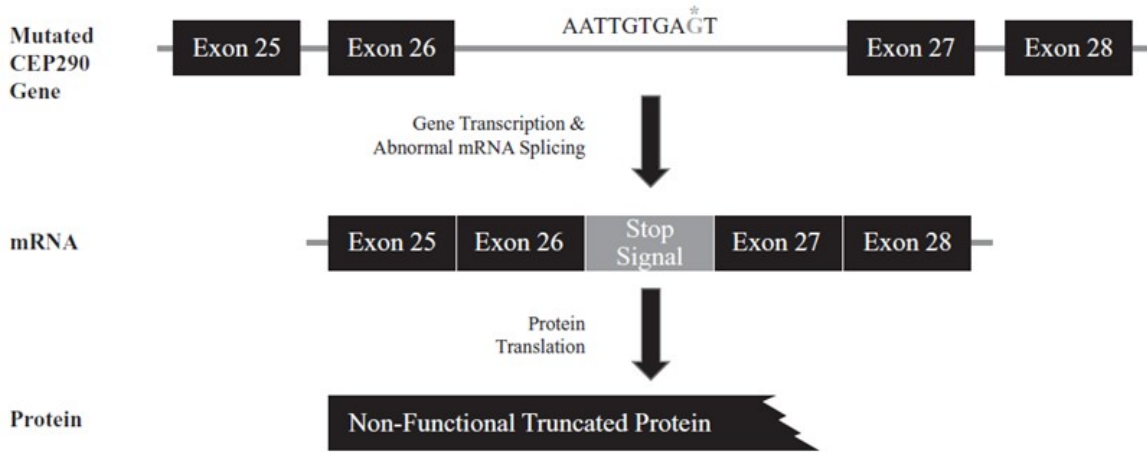 *
AATTGTGAGT
Mutated
CEP290
Gene
Exon 25 Exon 26 Exon 27 Exon 28
Gene Transcription &
Abnormal mRNA Splicing
mRNA
Exon 25 Exon 26 Stop Signal Exon 27 Exon 28
Protein
Translation
Protein
Non-Functional Truncated Protein